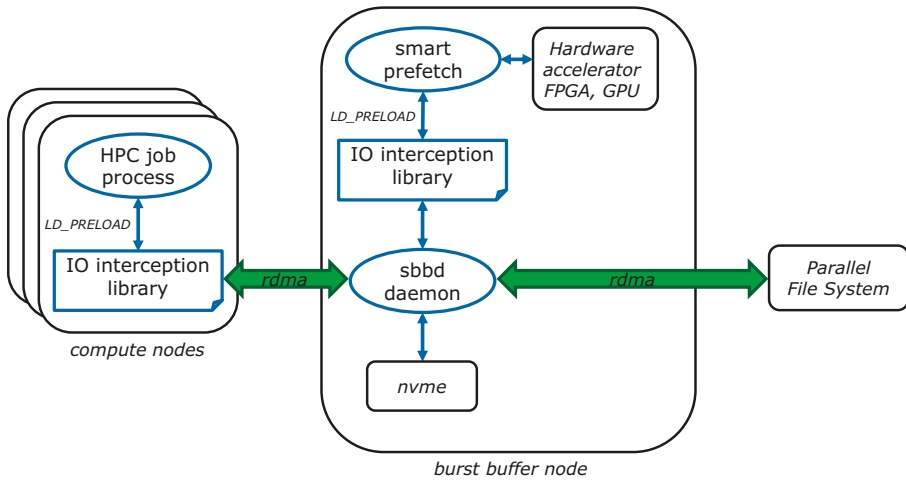 HPC job
process
LD_PRELOAD
IO interception
library
compute nodes
rdma
smart
prefetch
Hardware
accelerator
FPGA, GPU
LD_PRELOAD
IO interception
library
sbbd
daemon
nvme
burst buffer node
rdma
Parallel
File System